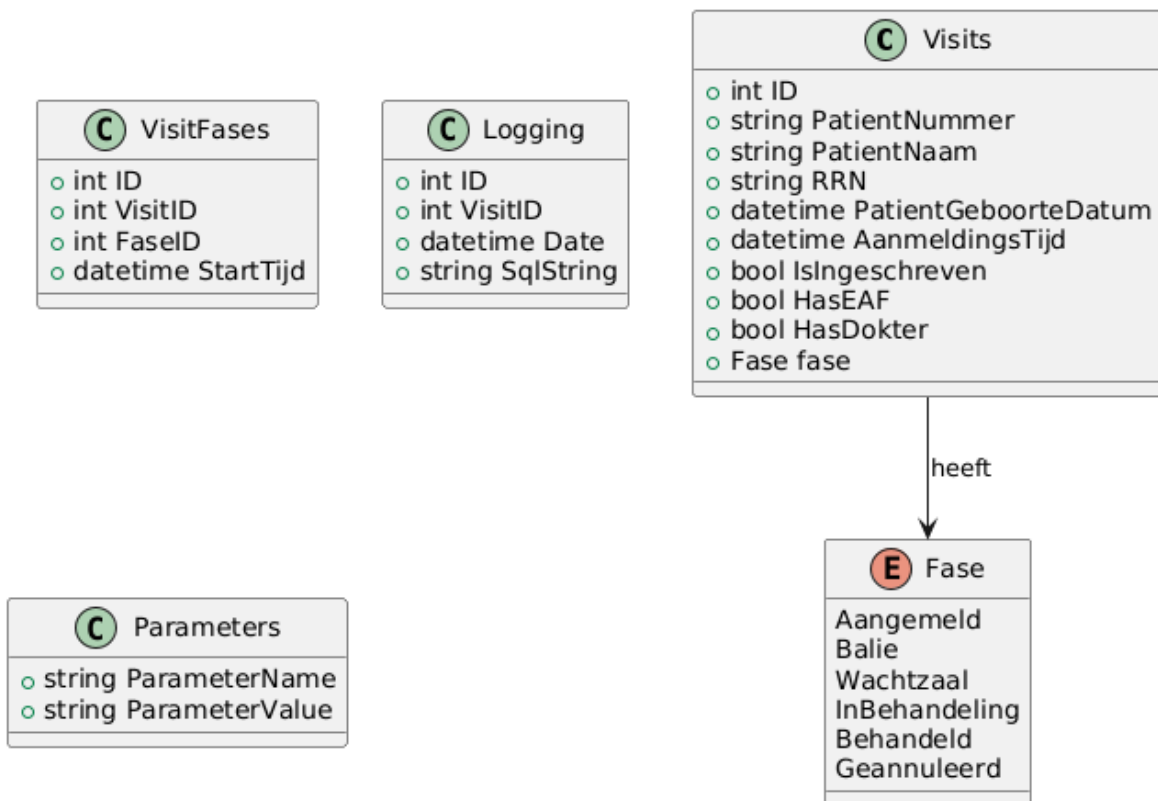 C VisitFases
int ID
int VisitID
int FaseID
datetime StartTijd
C Logging
int ID
int VisitID
datetime Date
string SqlString
C Visits
int ID
string PatientNummer
string PatientNaam
string RRN
datetime PatientGeboorteDatum
datetime AanmeldingsTijd
bool IsIngeschreven
bool HasEAF
bool HasDokter
Fase fase
heeft
C Parameters
string ParameterName
string ParameterValue
E Fase
Aangemeld
Balie
Wachtzaal
InBehandeling
Behandeld
Geannuleerd